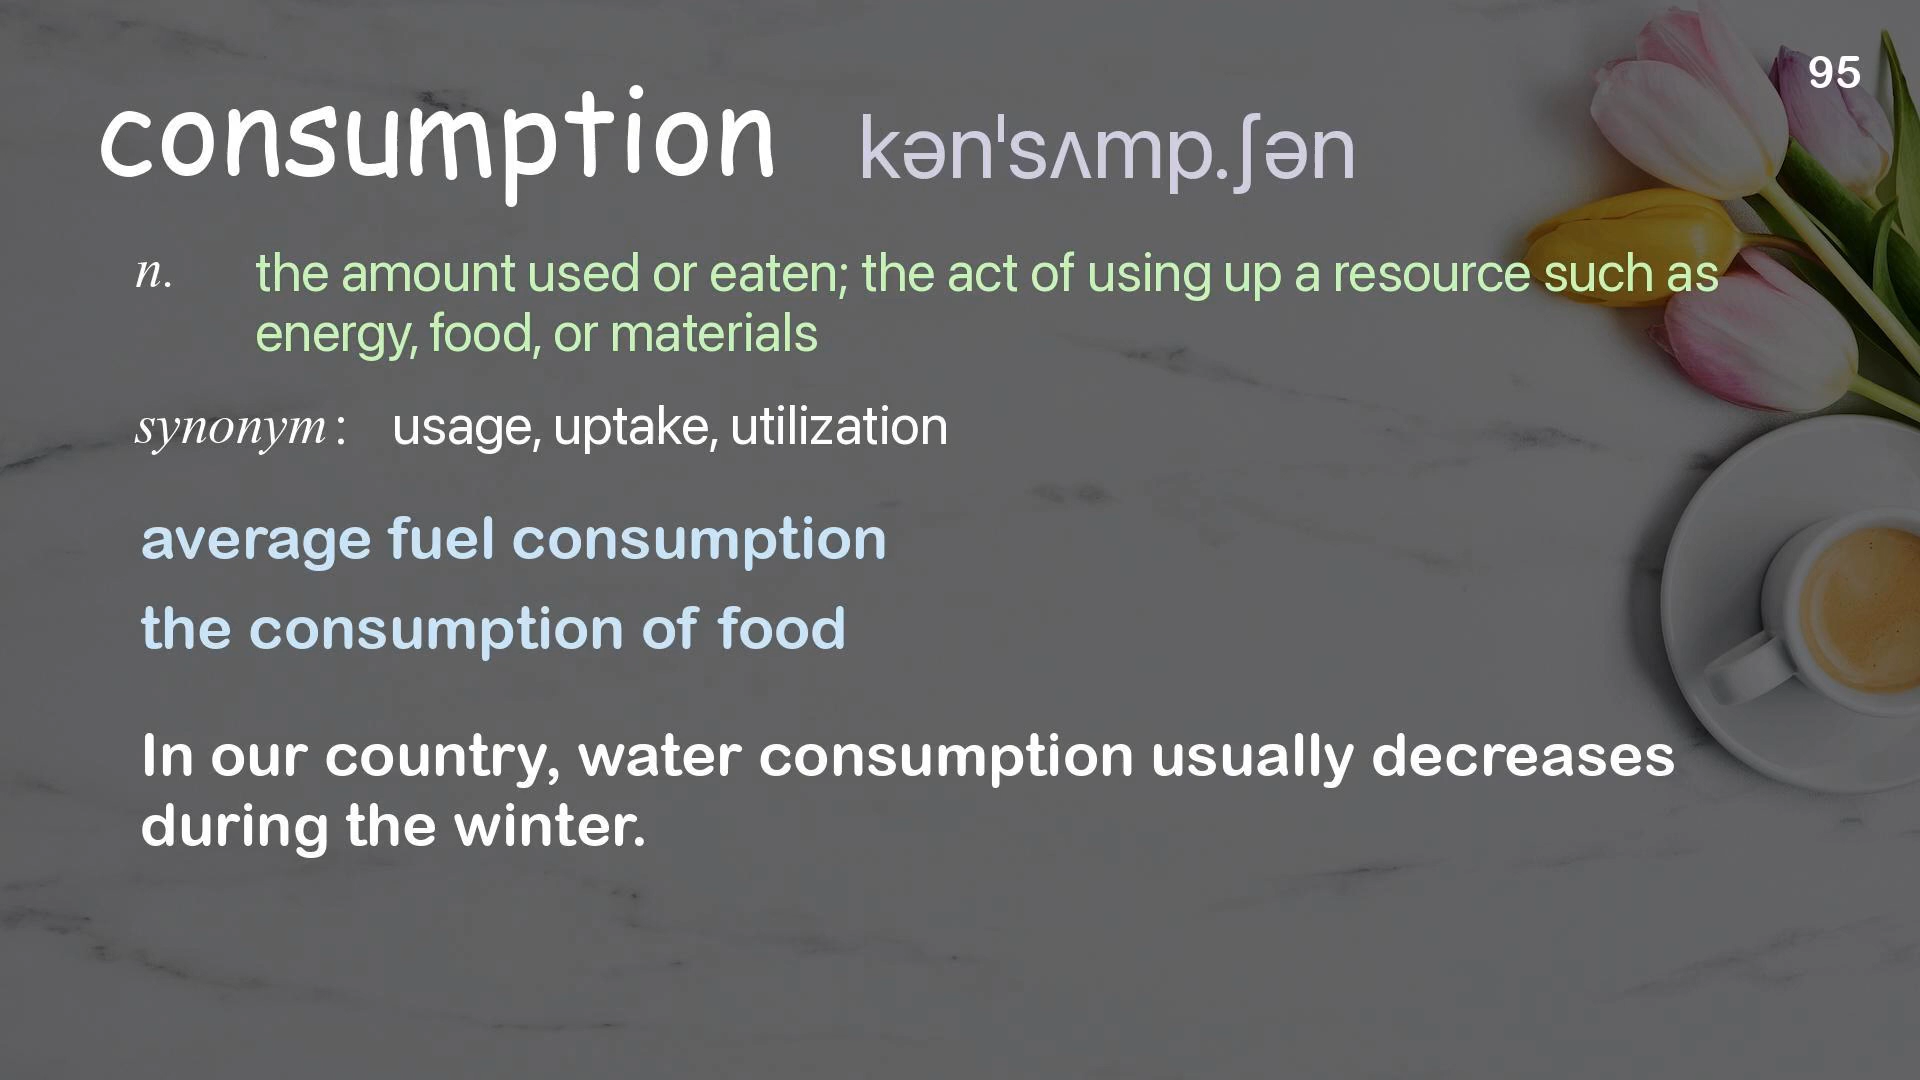 95
consumption kən'sʌmp.ʃən
n. the amount used or eaten; the act of using up a resource such as
energy, food, or materials
synonym: usage, uptake, utilization
average fuel consumption
the consumption of food
In our country, water consumption usually decreases
during the winter.